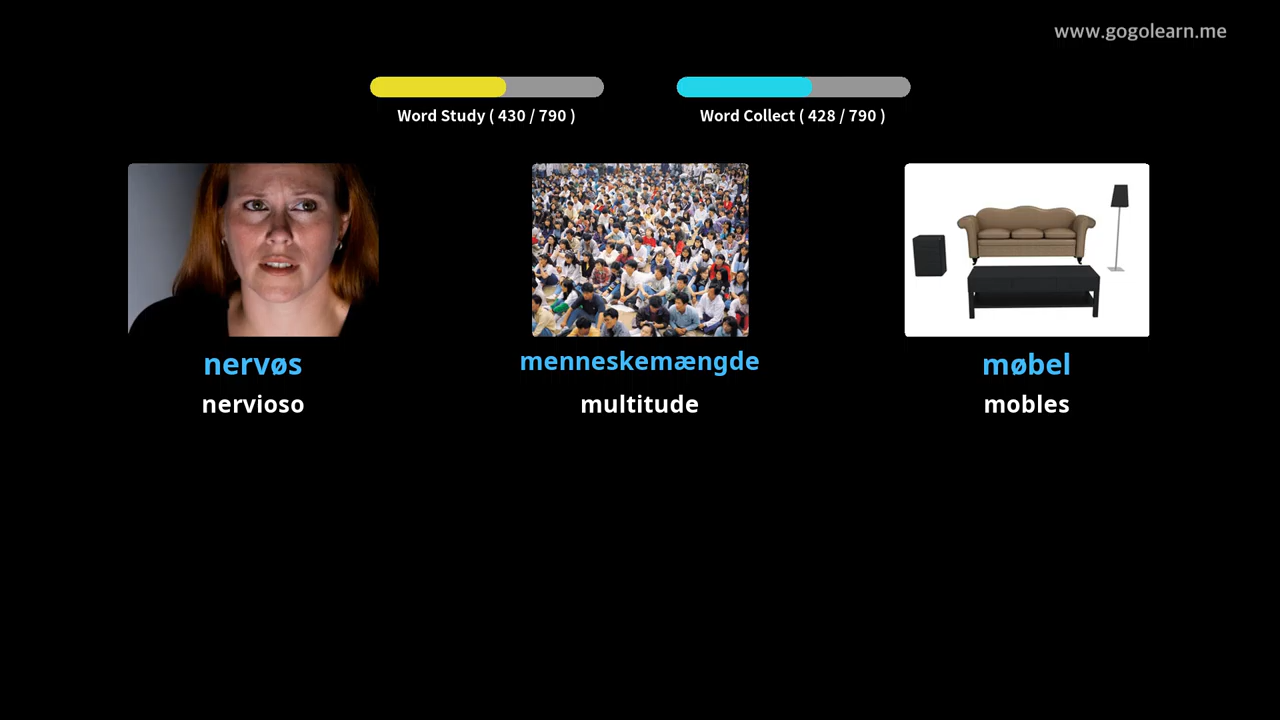 www.gogolearn.me
Word Study ( 430 / 790 )
Word Collect ( 428 / 790 )
nervøs
menneskemængde
møbel
nervioso
multitude
mobles